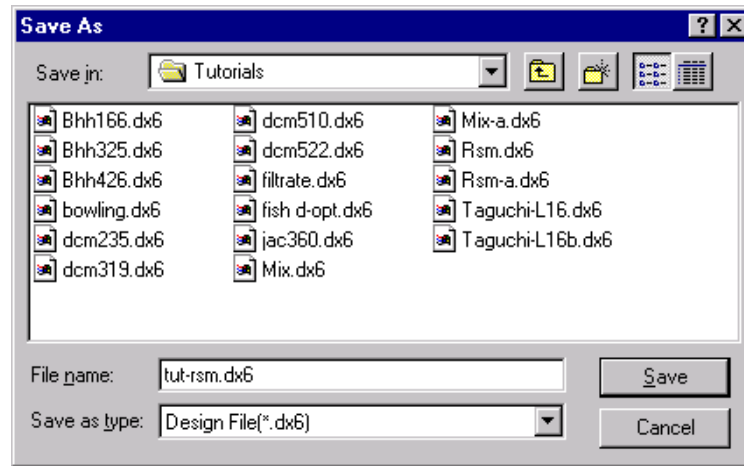 Save As
Save in: Tutorials
Bhh166.dx6
Bhh325.dx6
Bhh426.dx6
bowling.dx6
dcm235.dx6
dcm319.dx6
dcm510.dx6
dcm522.dx6
filtrate.dx6
fish d-opt.dx6
jac360.dx6
Mix.dx6
Mix-a.dx6
Rsm.dx6
Rsm-a.dx6
Taguchi-L16.dx6
Taguchi-L16b.dx6
File name: tut-rsm.dx6
Save
Save as type: Design File(*.dx6)
Cancel